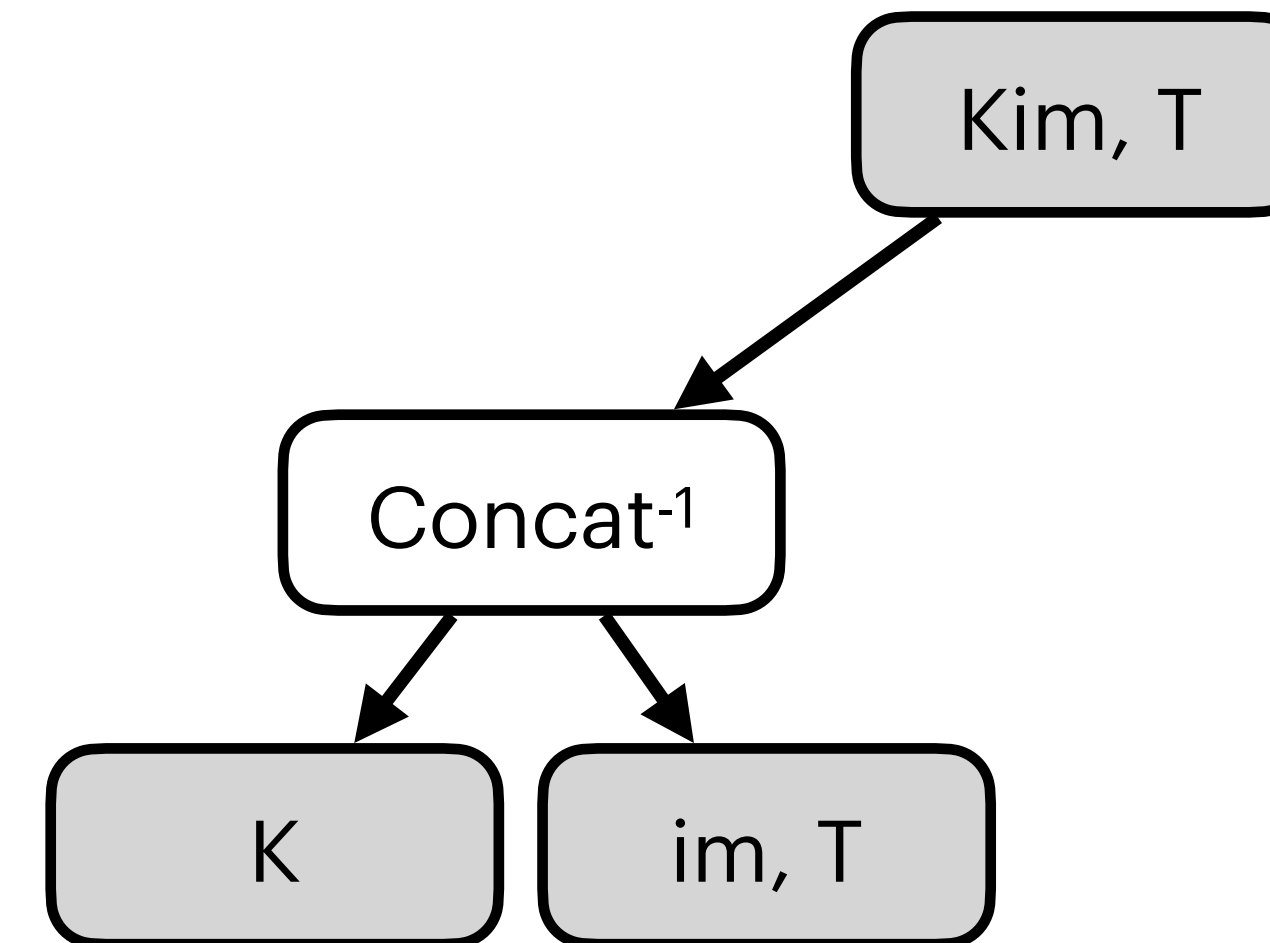 Kim, T
Concat⁻¹
K
im, T